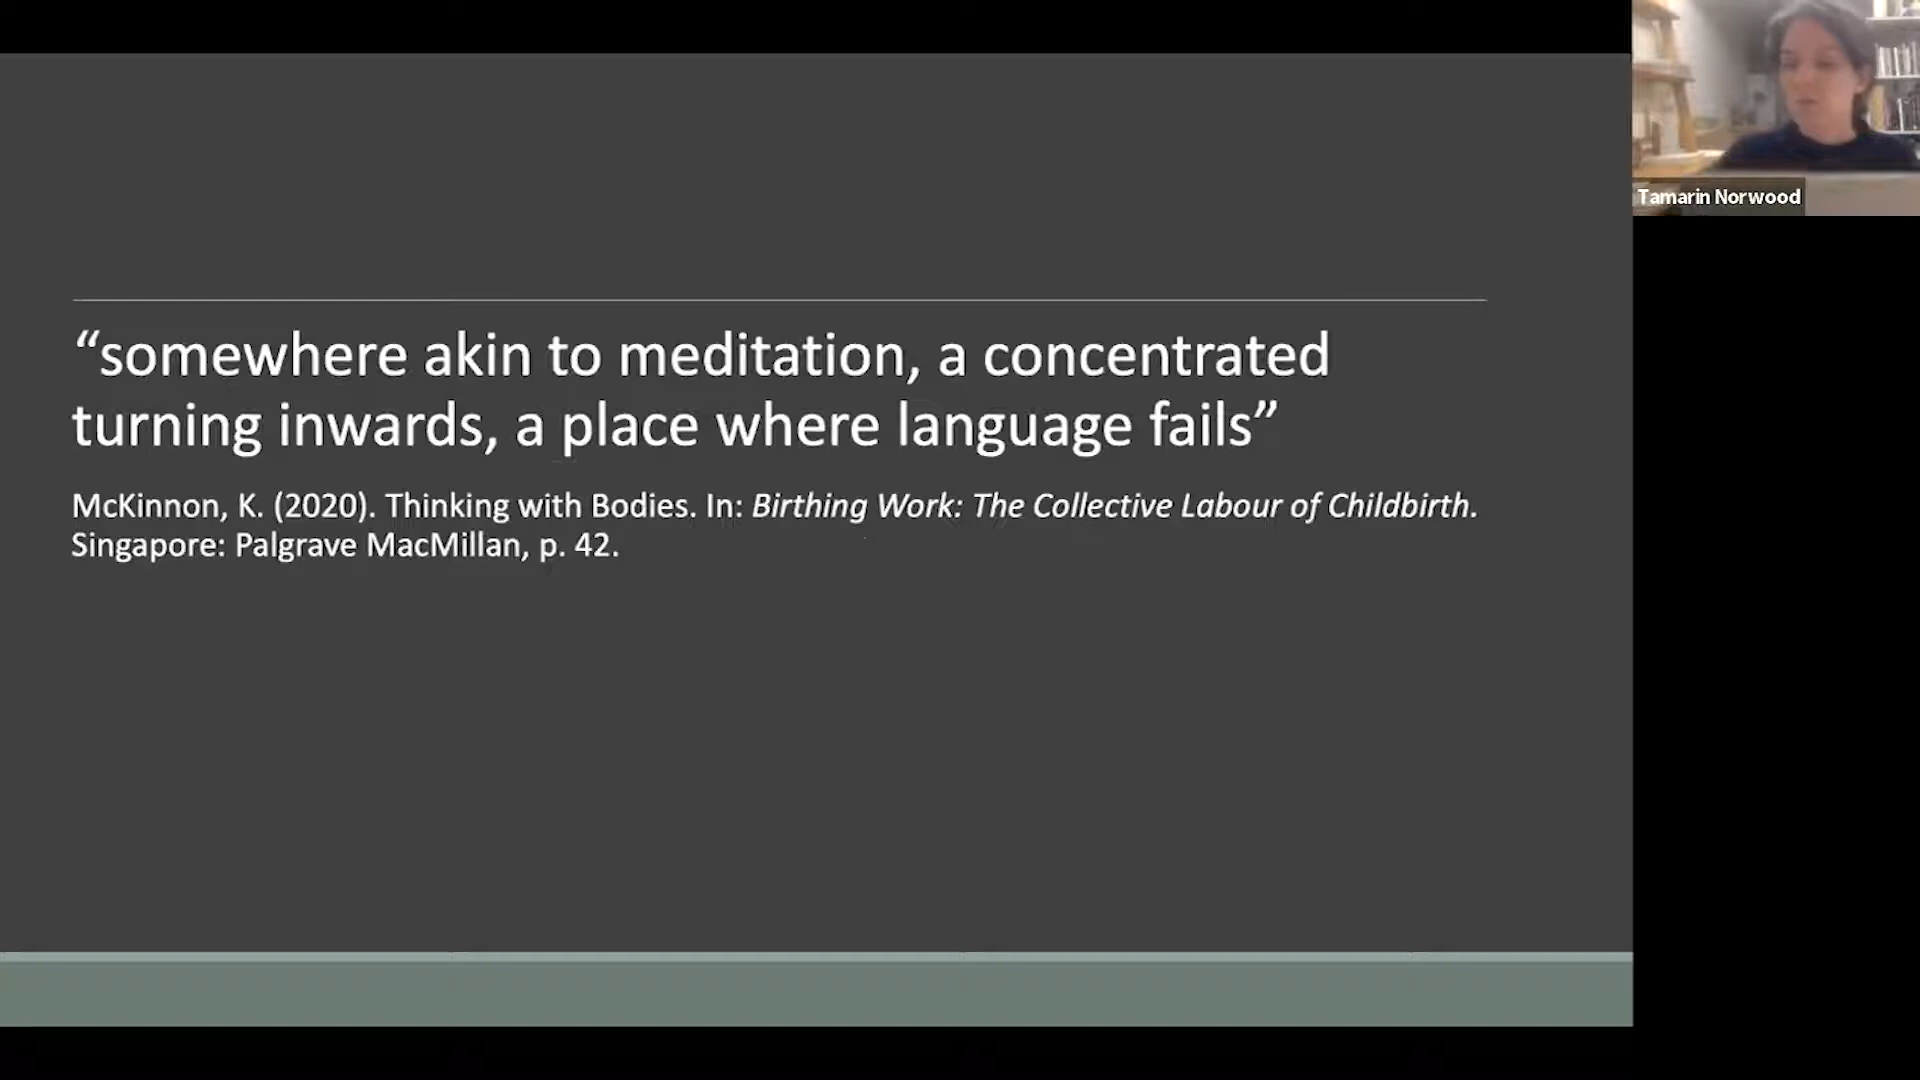 “somewhere akin to meditation, a concentrated
turning inwards, a place where language fails”
McKinnon, K. (2020). Thinking with Bodies. In: Birthing Work: The Collective Labour of Childbirth.
Singapore: Palgrave MacMillan, p. 42.
Tamarin Norwood